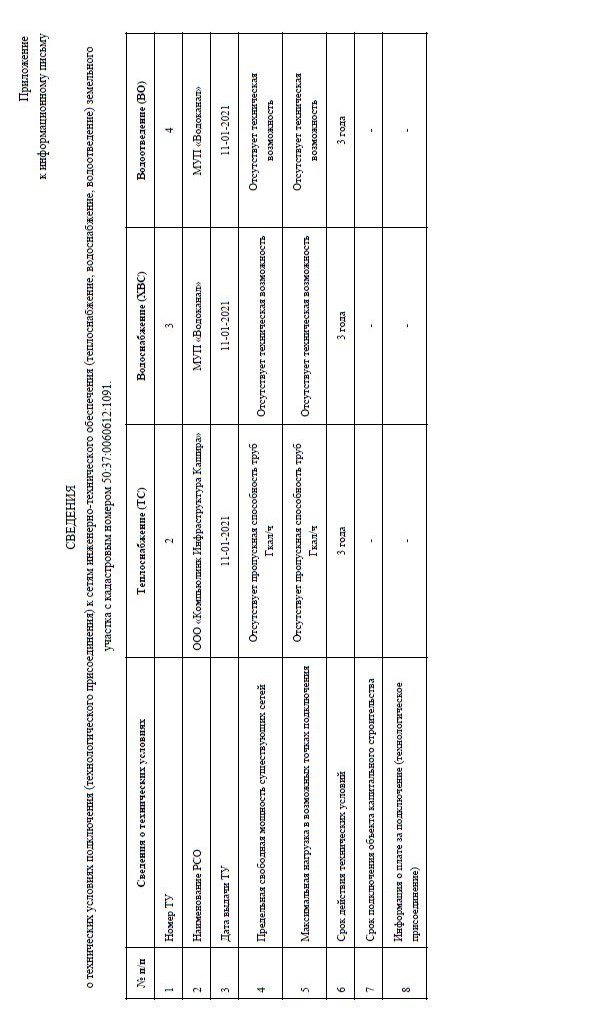 Приложение
к информационному письму
СВЕДЕНИЯ
о технических условиях подключения (технологического присоединения) к сетям инженерно-технического обеспечения (теплоснабжение, водоснабжение, водоотведение) земельного
участка с кадастровым номером 50:37:0060612:1091.
№ п/п Сведения о технических условиях Теплоснабжение (ТС) Водоснабжение (ХВС) Водоотведение (ВО)
1 Номер ТУ 2 3 4
2 Наименование РСО ООО «Компьюлинк Инфраструктура Кашира» МУП «Водоканал» МУП «Водоканал»
3 Дата выдачи ТУ 11-01-2021 11-01-2021 11-01-2021
4 Предельная свободная мощность существующих сетей Отсутствует пропускная способность труб Отсутствует техническая возможность Отсутствует техническая
Гкал/ч возможность
5 Максимальная нагрузка в возможных точках подключения Отсутствует пропускная способность труб Отсутствует техническая возможность Отсутствует техническая
Гкал/ч возможность
6 Срок действия технических условий 3 года 3 года 3 года
7 Срок подключения объекта капитального строительства - - -
8 Информация о плате за подключение (технологическое - - -
присоединение)